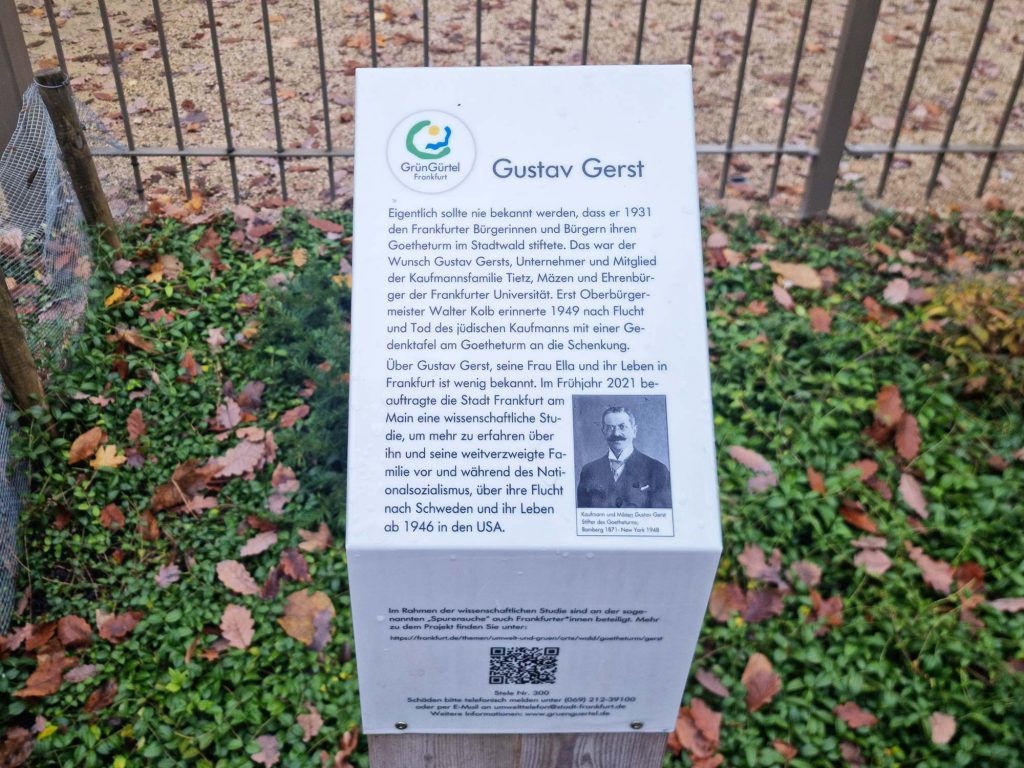 GrünGürtel
Frankfurt
Gustav Gerst
Eigentlich sollte nie bekannt werden, dass er 1931
den Frankfurter Bürgerinnen und Bürgern ihren
Goetheturm im Stadtwald stiftete. Das war der
Wunsch Gustav Gersts, Unternehmer und Mitglied
der Kaufmannsfamilie Tietz, Mäzen und Ehrenbür-
ger der Frankfurter Universität. Erst Oberbürger-
meister Walter Kolb erinnerte 1949 nach Flucht
und Tod des jüdischen Kaufmanns mit einer Ge-
denktafel am Goetheturm an die Schenkung.
Über Gustav Gerst, seine Frau Ella und ihr Leben in
Frankfurt ist wenig bekannt. Im Frühjahr 2021 be-
auftragte die Stadt Frankfurt am
Main eine wissenschaftliche Stu-
die, um mehr zu erfahren über
ihn und seine weitverzweigte Fa-
milie vor und während des Nati-
onalsozialismus, über ihre Flucht
nach Schweden und ihr Leben
ab 1946 in den USA.
Kaufmann und Mäzen Gustav Gerst
Stifter des Goetheturms;
Bamberg 1871- New York 1948
Im Rahmen der wissenschaftlichen Studie sind an der soge-
nannten „Spurensuche" auch Frankfurter*innen beteiligt. Mehr
zu dem Projekt finden Sie unter:
https://frankfurt.de/themen/umwelt-und-gruen/orte/wald/goetheturm/gerst
Stele Nr. 300
Schäden bitte telefonisch melden unter (069) 212-39100
oder per E-Mail an umwelttelefon@stadt-frankfurt.de
Weitere Informationen: www.gruenguertel.de